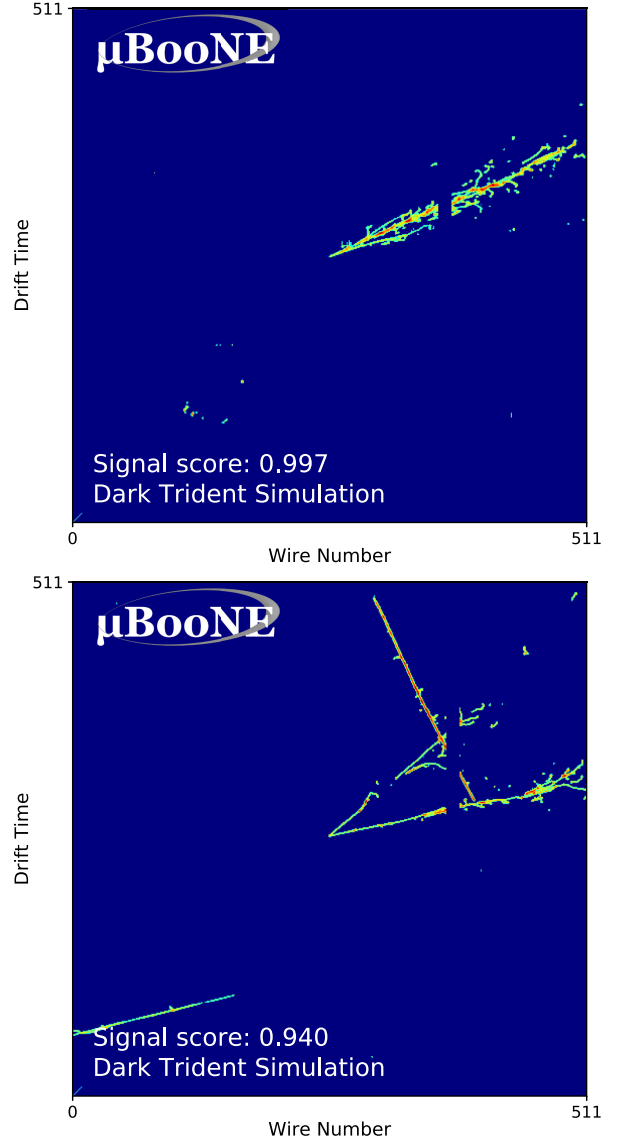 511
µBooNE
Drift Time
Signal score: 0.997
Dark Trident Simulation
0
511
Wire Number
511
µBooNE
Drift Time
Signal score: 0.940
Dark Trident Simulation
0
511
Wire Number